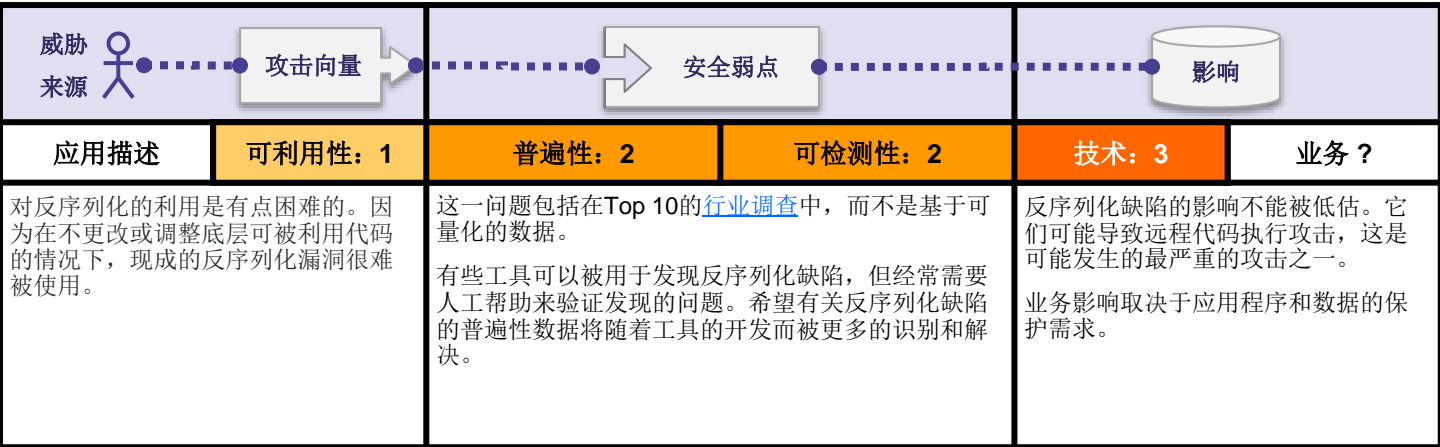 威胁
来源
攻击向量
安全弱点
影响
应用描述
可利用性：1
普遍性：2
可检测性：2
技术：3
业务 ?
对反序列化的利用是有点困难的。因
为在不更改或调整底层可被利用代码
的情况下，现成的反序列化漏洞很难
被使用。
这一问题包括在Top 10的行业调查中，而不是基于可
量化的数据。
有些工具可以被用于发现反序列化缺陷，但经常需要
人工帮助来验证发现的问题。希望有关反序列化缺陷
的普遍性数据将随着工具的开发而被更多的识别和解
决。
反序列化缺陷的影响不能被低估。它
们可能导致远程代码执行攻击，这是
可能发生的最严重的攻击之一。
业务影响取决于应用程序和数据的保
护需求。